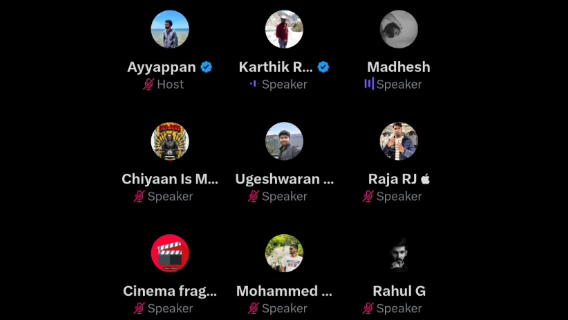 Ayyappan
Karthik R...
Madhesh
Host
Speaker
Speaker
Chiyaan Is M...
Ugeshwaran ...
Raja RJ
Speaker
Speaker
Speaker
Cinema frag...
Mohammed ...
Rahul G
Speaker
Speaker
Speaker